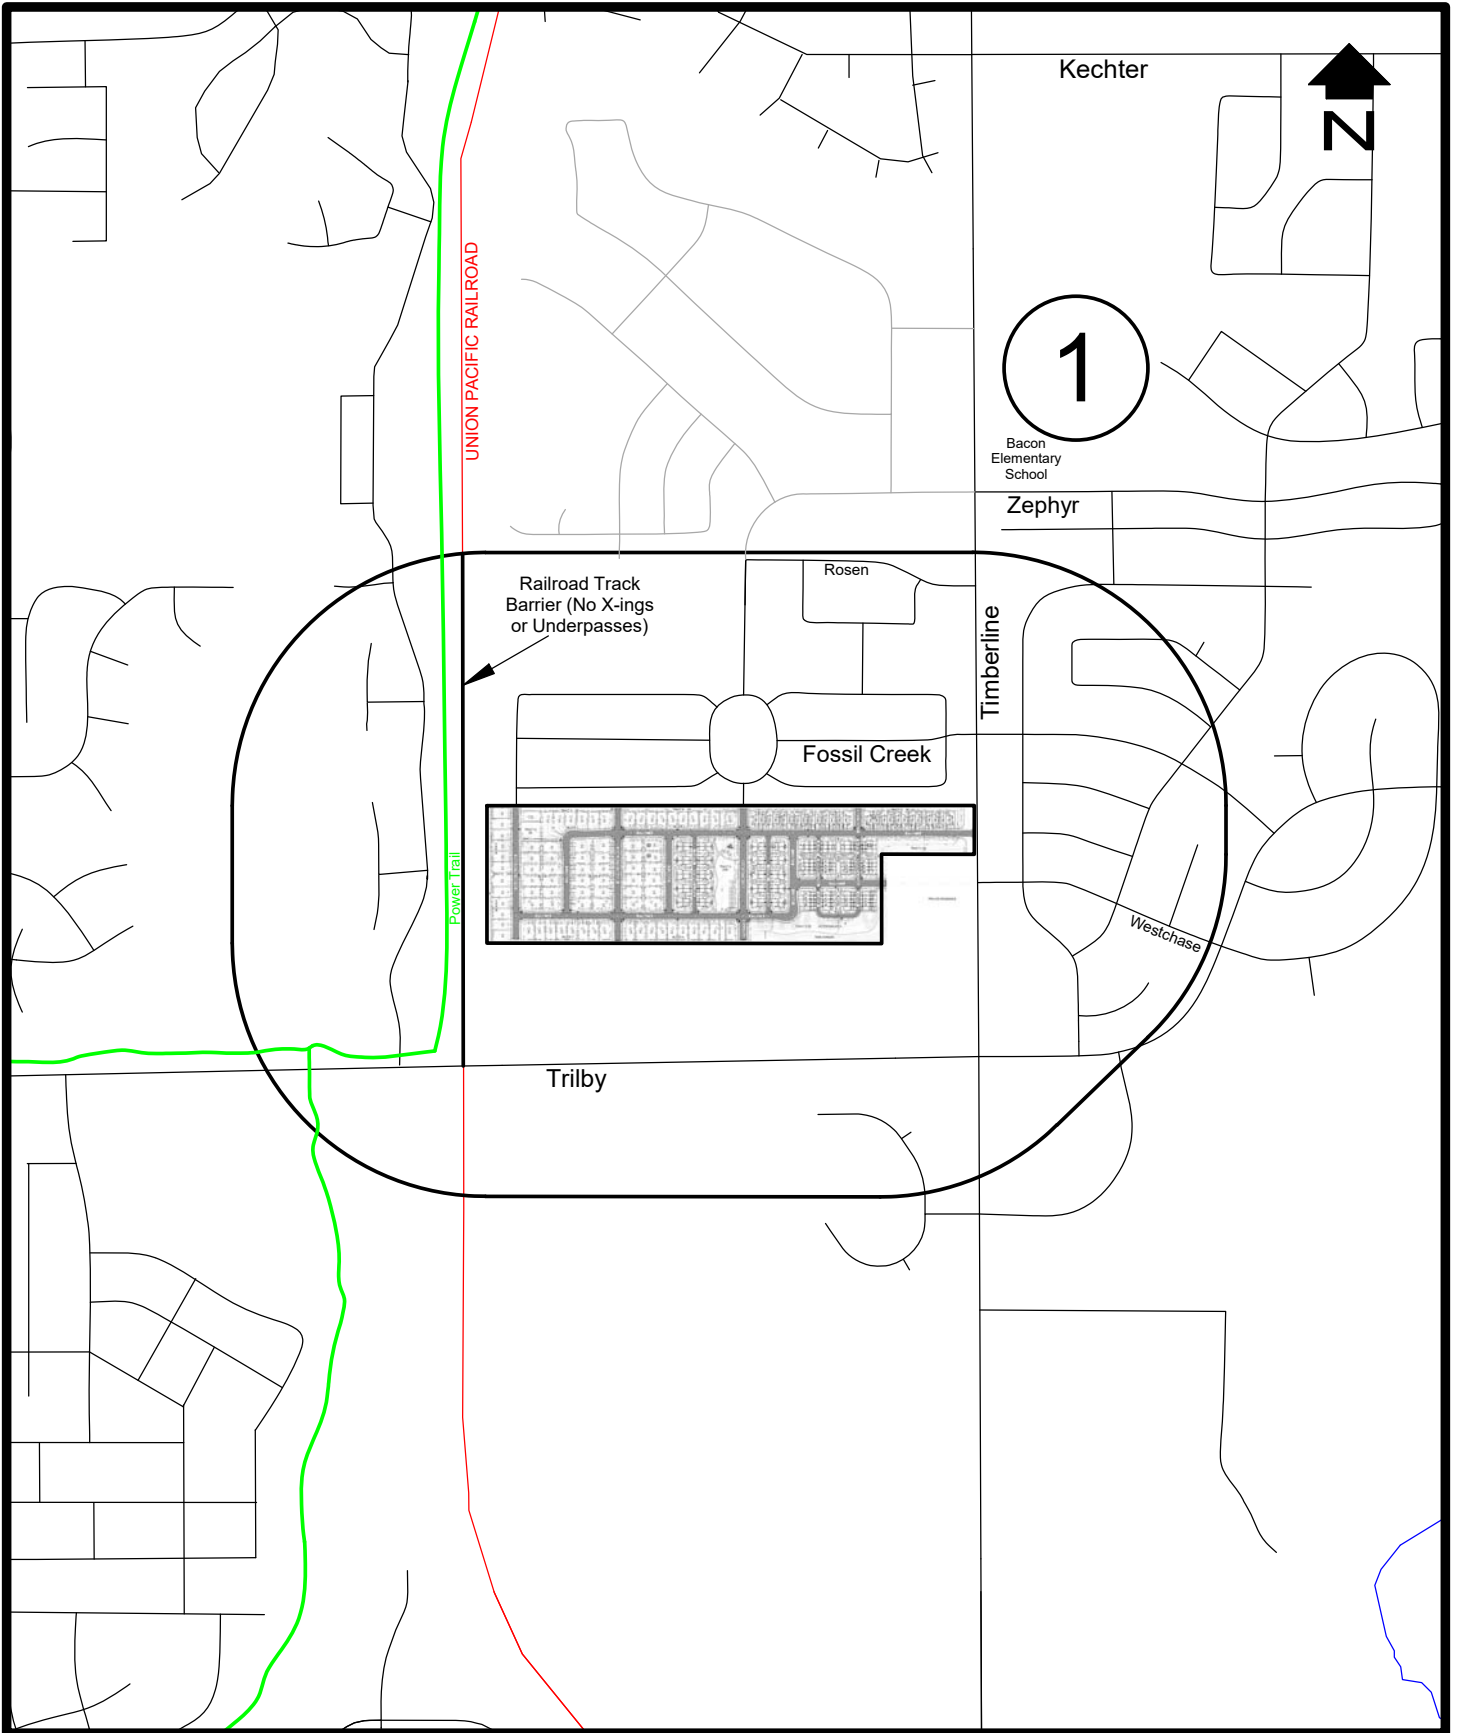 Kechter
N
UNION PACIFIC RAILROAD
1
Bacon
Elementary
School
Zephyr
Rosen
Railroad Track
Barrier (No X-ings
or Underpasses)
Timberline
Fossil Creek
Power Trail
Westchase
Trilby